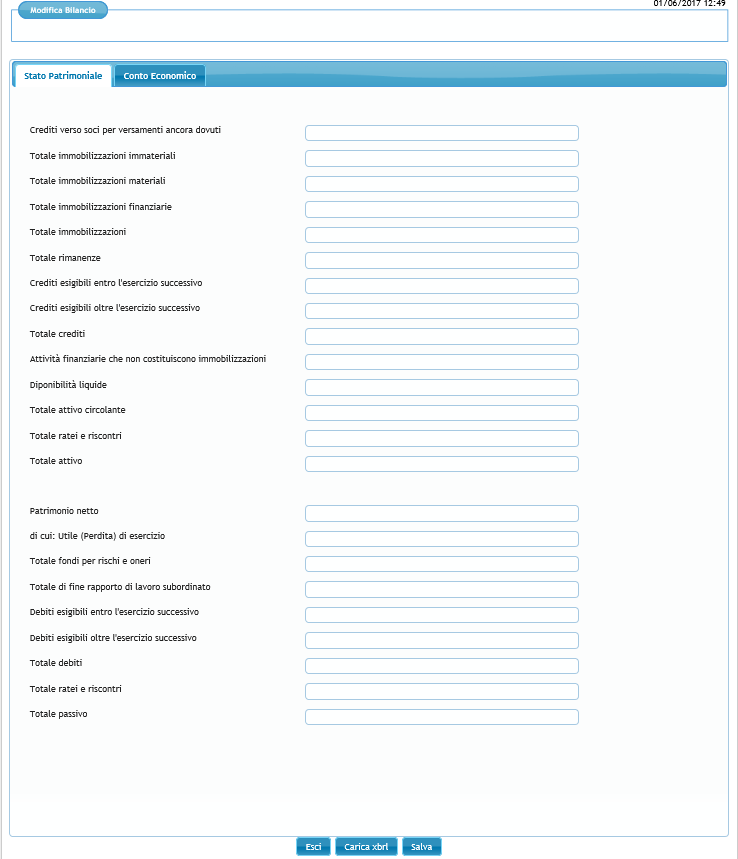 01/06/2017 12:49
Modifica Bilancio
Stato Patrimoniale
Conto Economico
Crediti verso soci per versamenti ancora dovuti
Totale immobilizzazioni immateriali
Totale immobilizzazioni materiali
Totale immobilizzazioni finanziarie
Totale immobilizzazioni
Totale rimanenze
Crediti esigibili entro l'esercizio successivo
Crediti esigibili oltre l'esercizio successivo
Totale crediti
Attività finanziarie che non costituiscono immobilizzazioni
Diponibilità liquide
Totale attivo circolante
Totale ratei e riscontri
Totale attivo
Patrimonio netto
di cui: Utile (Perdita) di esercizio
Totale fondi per rischi e oneri
Totale di fine rapporto di lavoro subordinato
Debiti esigibili entro l'esercizio successivo
Debiti esigibili oltre l'esercizio successivo
Totale debiti
Totale ratei e riscontri
Totale passivo
Esci
Carica xbrl
Salva